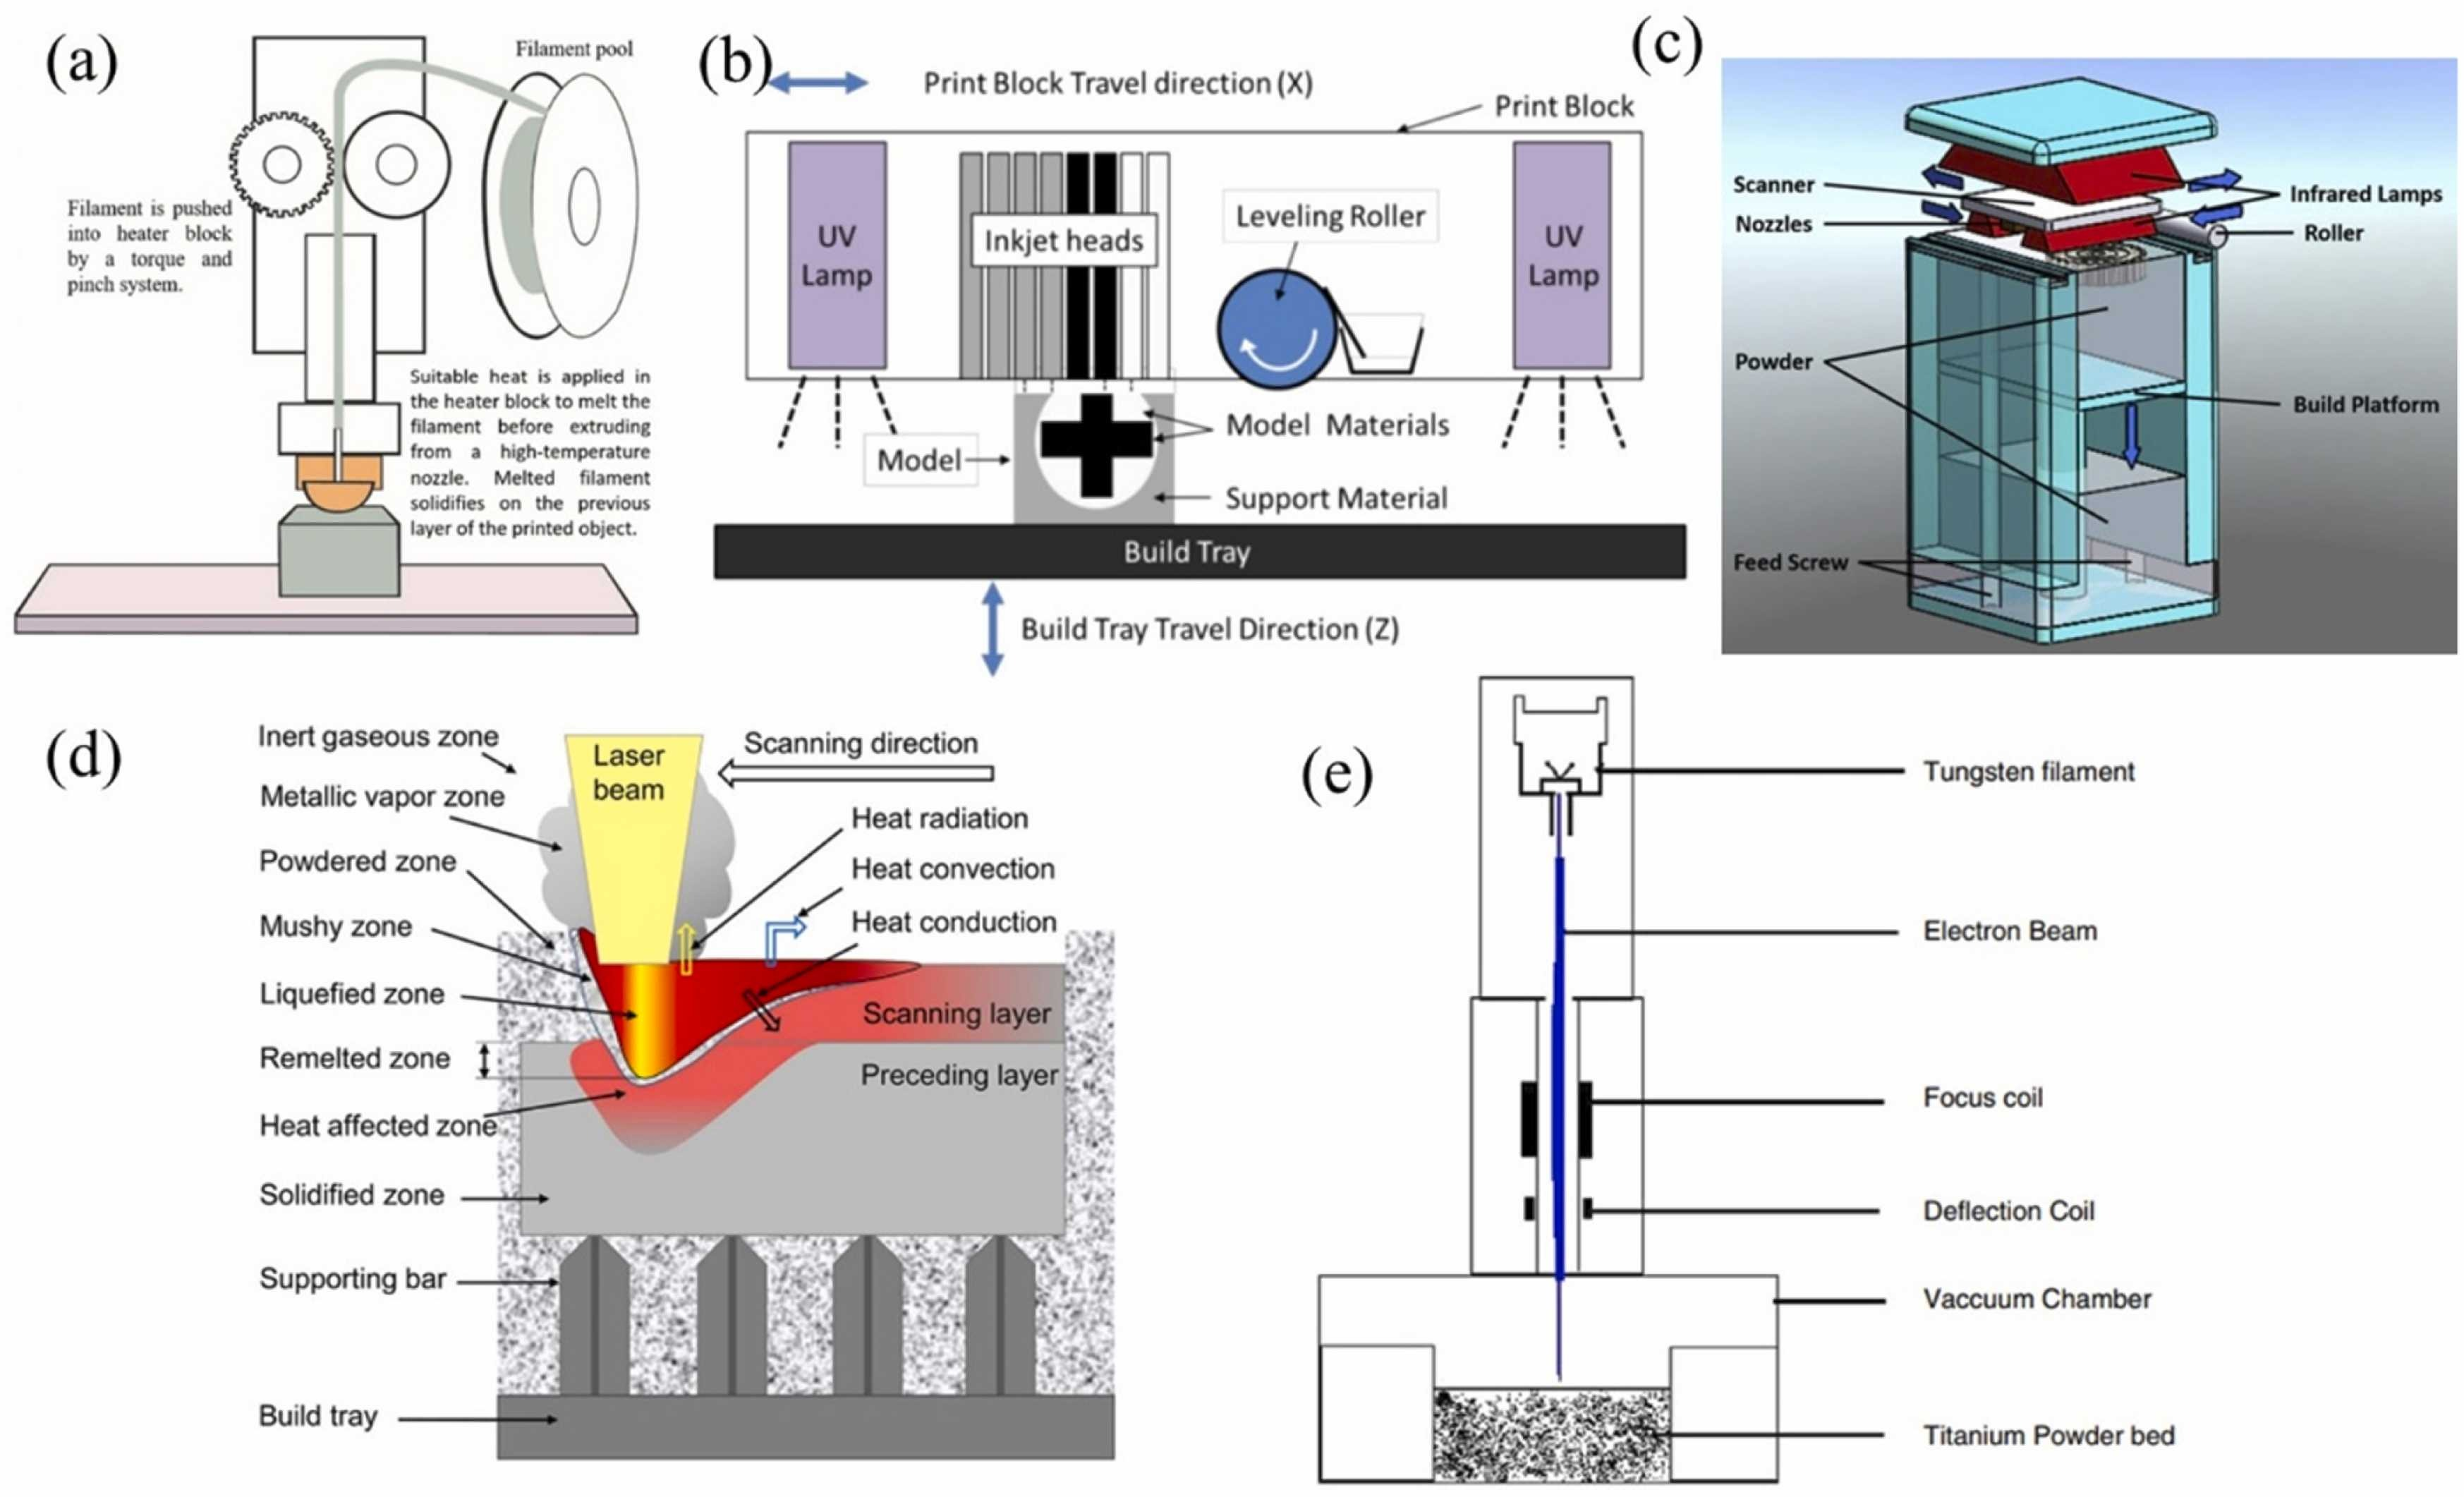 (a)
Filament pool
Filament is pushed
into heater block
by a torque and
pinch system.
Suitable heat is applied in
the heater block to melt the
filament before extruding
from a high-temperature
nozzle. Melted filament
solidifies on the previous
layer of the printed object.
(b)
Print Block Travel direction (X)
Print Block
UV
Lamp
Inkjet heads
Leveling Roller
UV
Lamp
Model Materials
Model
Support Material
Build Tray
Build Tray Travel Direction (Z)
(c)
Scanner
Nozzles
Infrared Lamps
Roller
Powder
Build Platform
Feed Screw
(d)
Inert gaseous zone
Metallic vapor zone
Powdered zone
Mushy zone
Liquefied zone
Remelted zone
Heat affected zone
Solidified zone
Supporting bar
Build tray
Laser
beam
Scanning direction
Heat radiation
Heat convection
Heat conduction
Scanning layer
Preceding layer
(e)
Tungsten filament
Electron Beam
Focus coil
Deflection Coil
Vaccuum Chamber
Titanium Powder bed